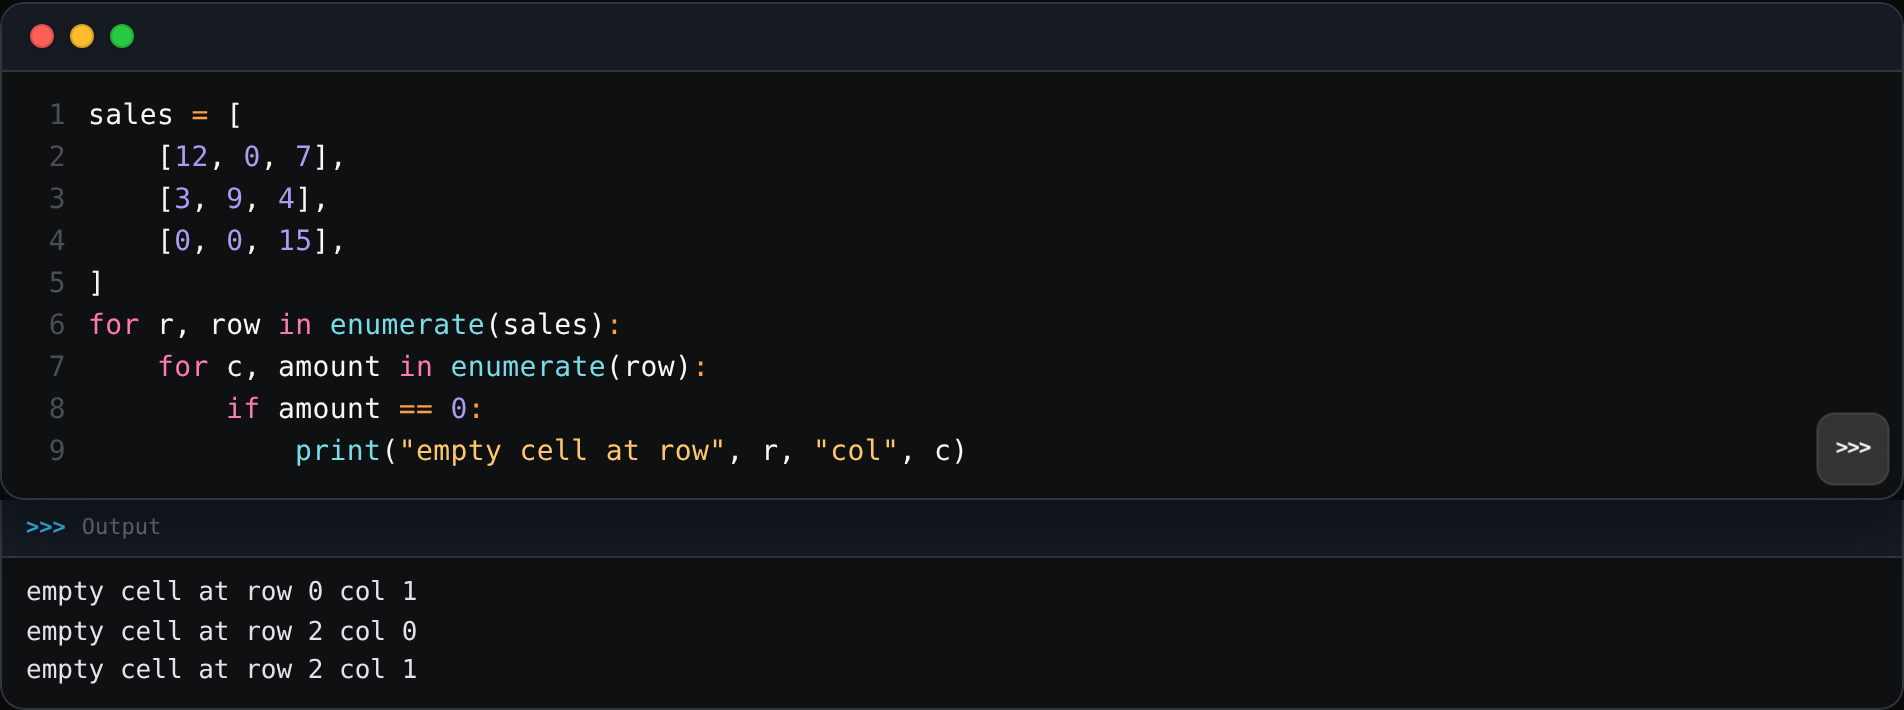 1 sales = [
2     [12, 0, 7],
3     [3, 9, 4],
4     [0, 0, 15],
5 ]
6 for r, row in enumerate(sales):
7     for c, amount in enumerate(row):
8         if amount == 0:
9             print("empty cell at row", r, "col", c)
>>>
>>> Output
empty cell at row 0 col 1
empty cell at row 2 col 0
empty cell at row 2 col 1